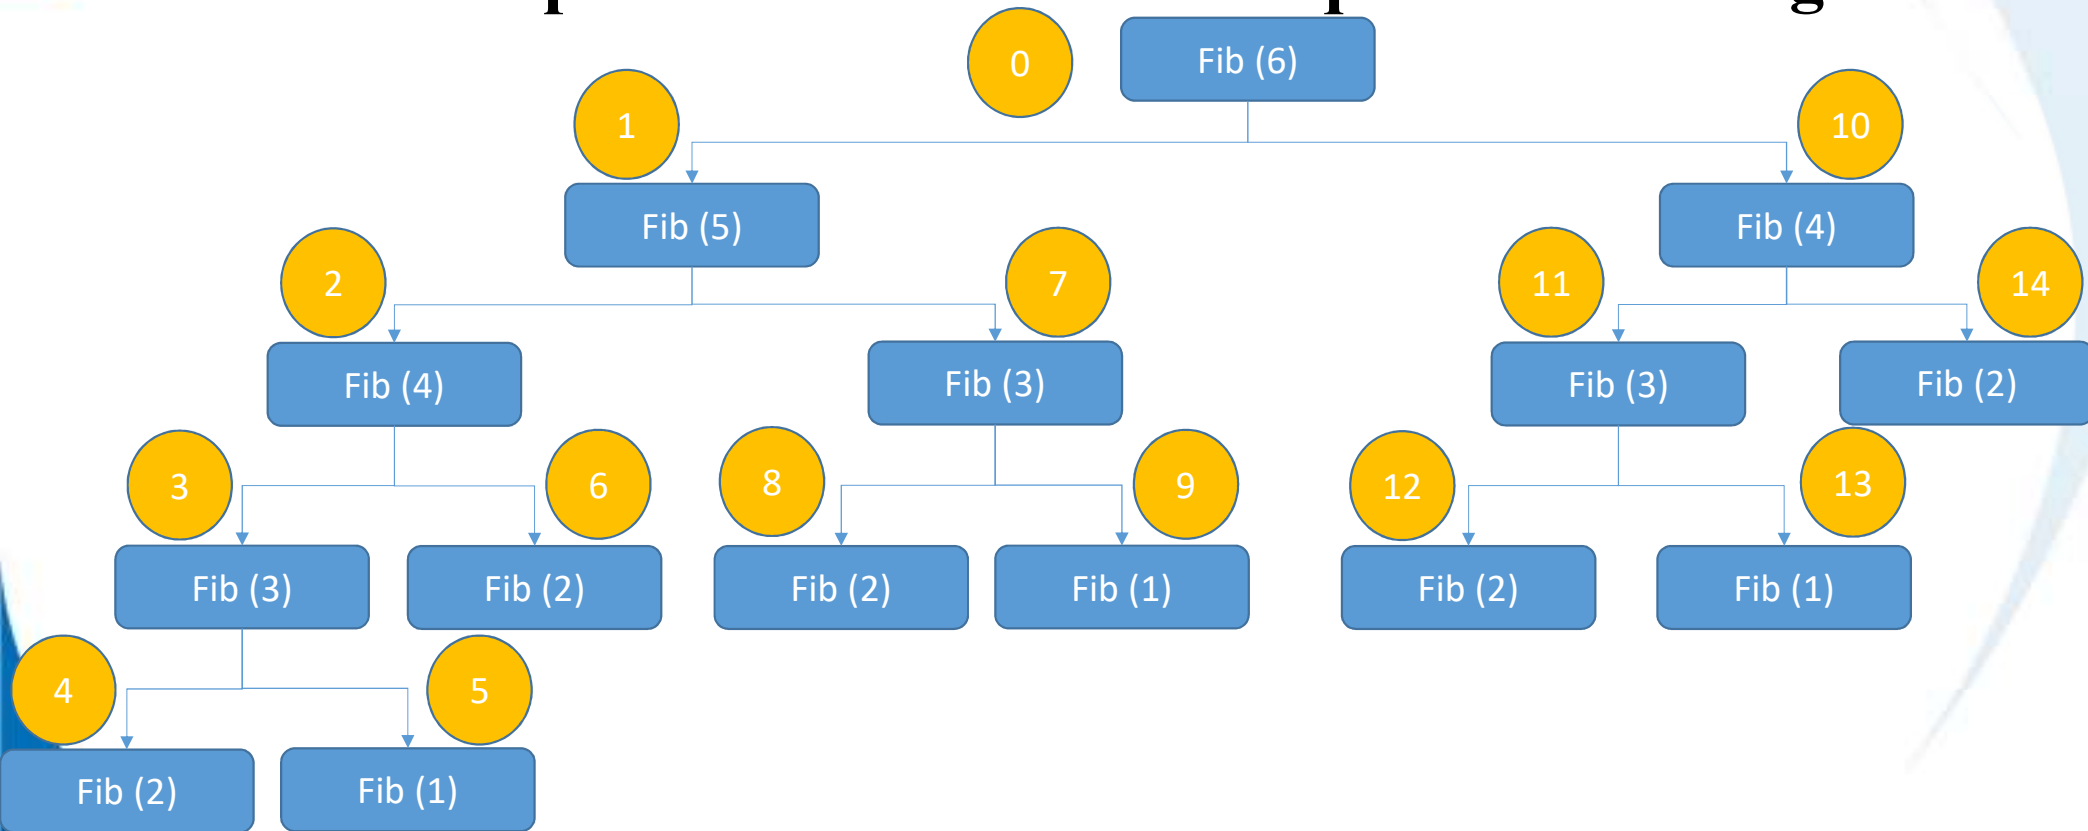 0 Fib (6)
1 10
Fib (5) Fib (4)
2 7 11 14
Fib (4) Fib (3) Fib (3) Fib (2)
3 6 8 9 12 13
Fib (3) Fib (2) Fib (2) Fib (1) Fib (2) Fib (1)
4 5
Fib (2) Fib (1)